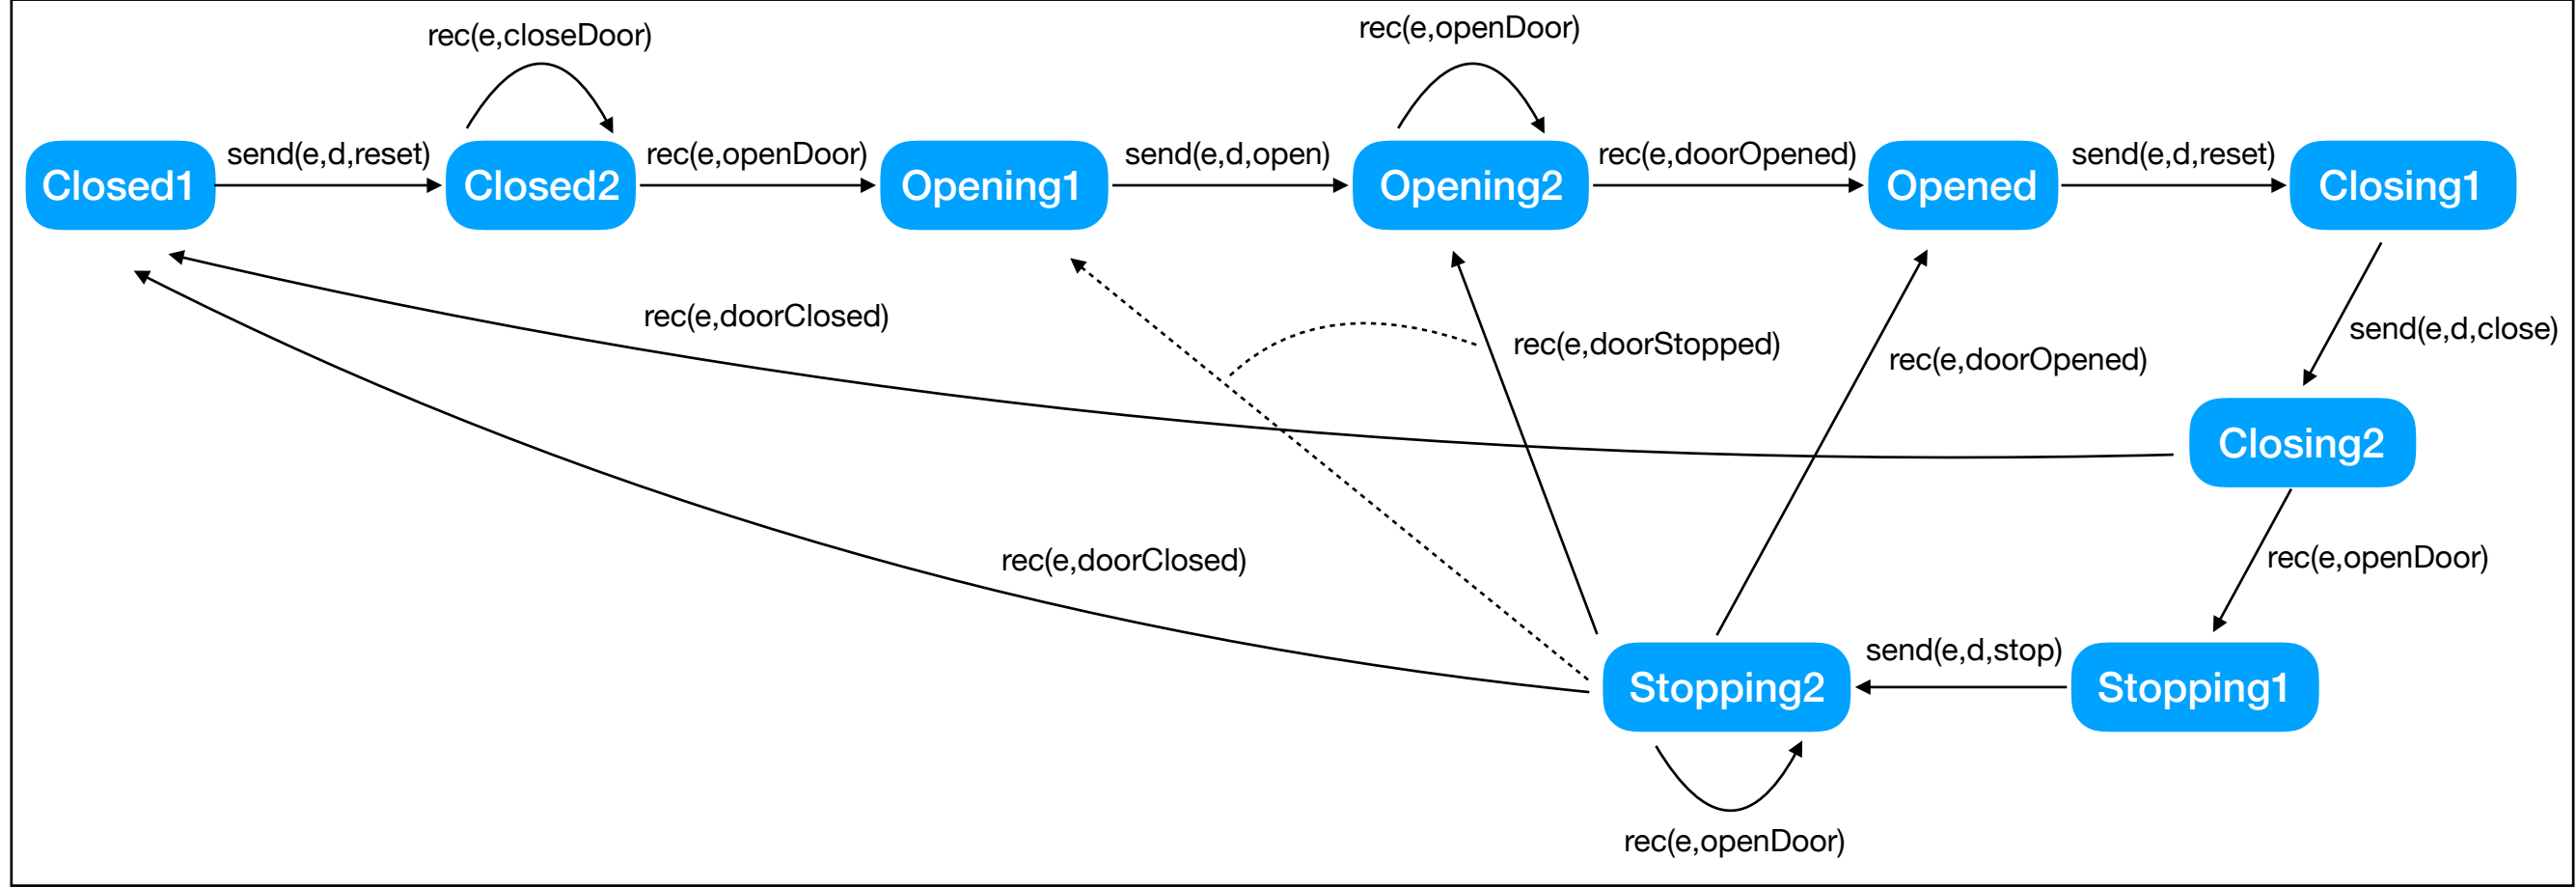 rec(e,closeDoor)
rec(e,openDoor)
Closed1
send(e,d,reset)
Closed2
rec(e,openDoor)
Opening1
send(e,d,open)
Opening2
rec(e,doorOpened)
Opened
send(e,d,reset)
Closing1
rec(e,doorClosed)
rec(e,doorStopped)
rec(e,doorOpened)
send(e,d,close)
Closing2
rec(e,doorClosed)
rec(e,openDoor)
Stopping2
send(e,d,stop)
Stopping1
rec(e,openDoor)